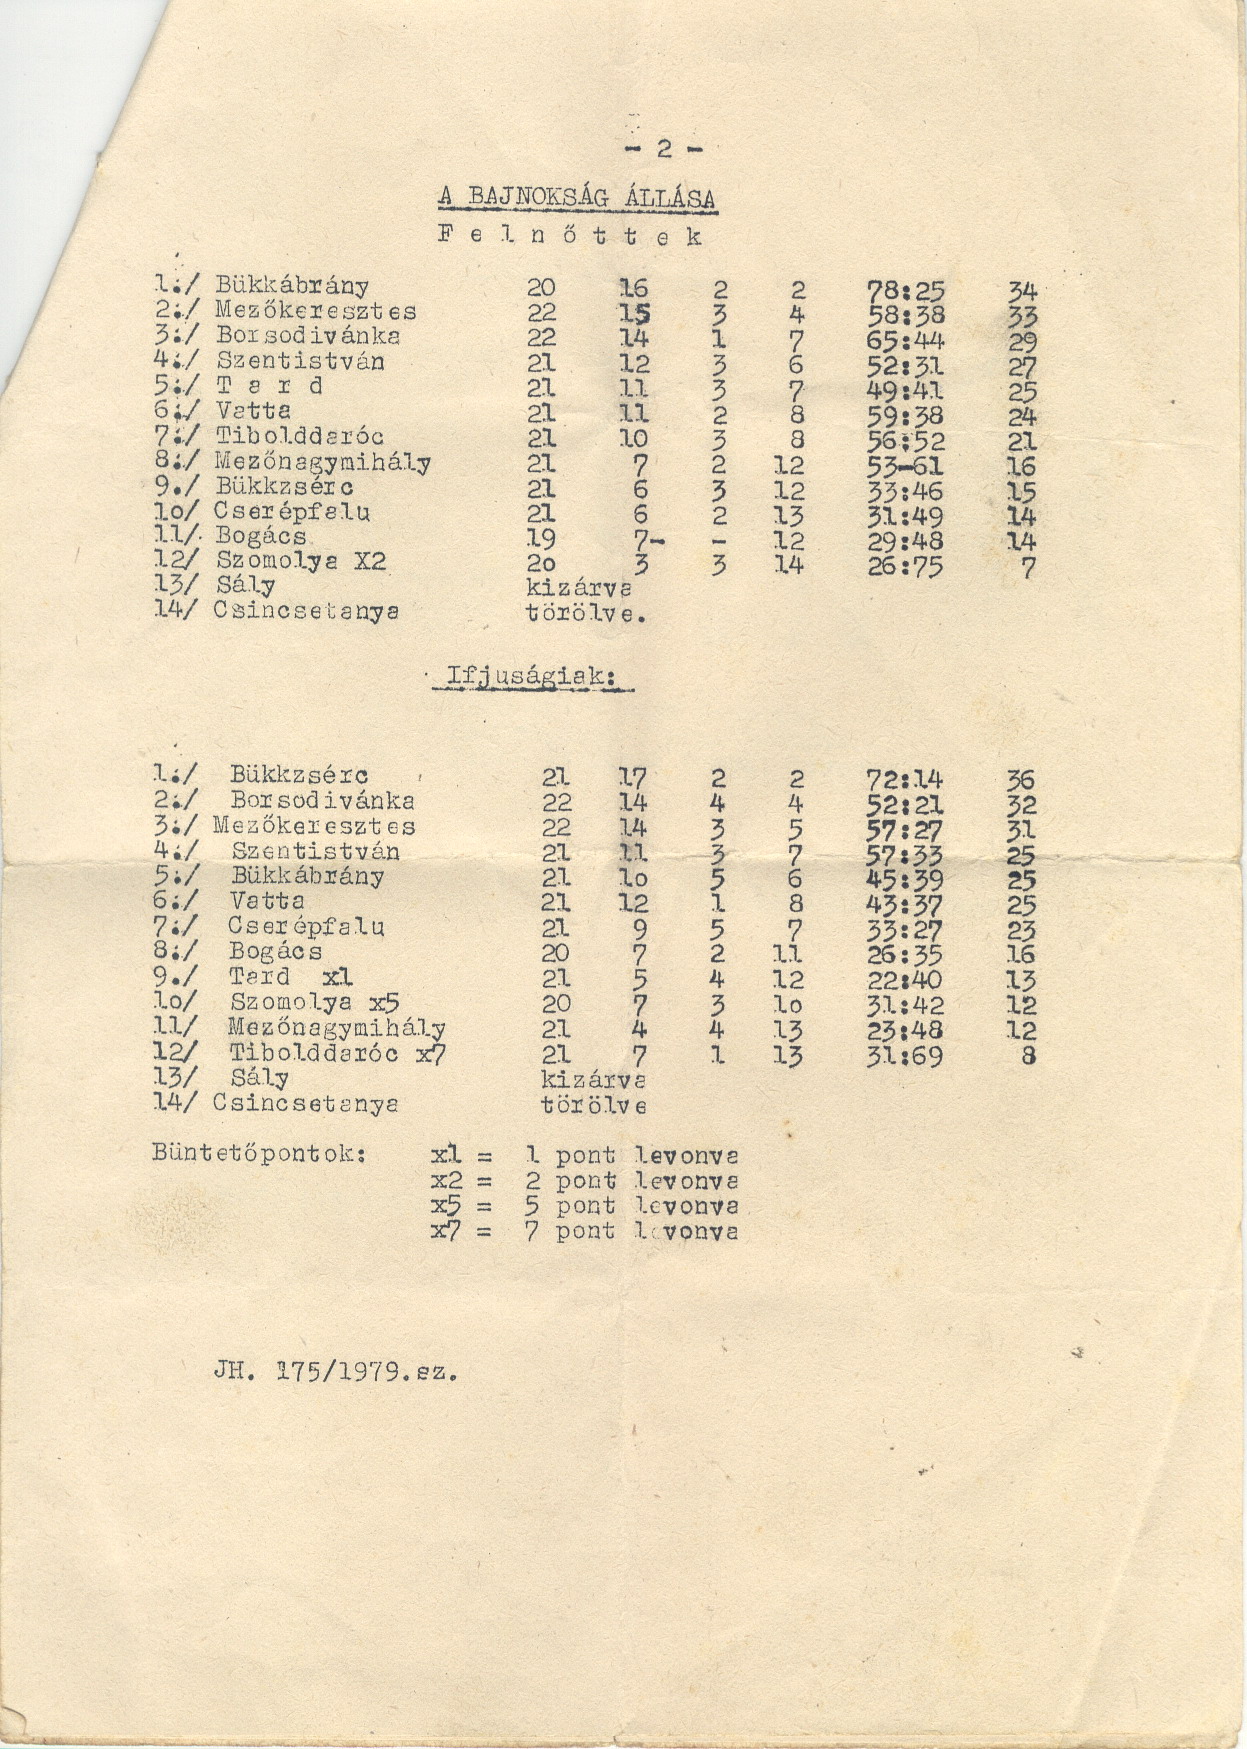 - 2 -
A BAJNOKSÁG ÁLLÁSA
F e l n ő t t e k
1./ Bükkábrány 20 16 2 2 78:25 34
2./ Mezőkeresztes 22 15 3 4 58:38 33
3./ Borsodivánka 22 14 1 7 65:44 29
4./ Szentistván 21 12 3 6 52:31 27
5./ T a r d 21 11 3 7 49:41 25
6./ Vatta 21 11 2 8 59:38 24
7./ Tibolddaróc 21 10 3 8 56:52 21
8./ Mezőnagymihály 21 7 2 12 53-61 16
9./ Bükkzsérc 21 6 3 12 33:46 15
lo/ Cserépfalu 21 6 2 13 31:49 14
11/. Bogács 19 7- - 12 29:48 14
12/ Szomolya X2 2o 3 3 14 26:75 7
13/ Sály kizárva
14/ Csincsetanya törölve.
Ifjuságiak:
1./ Bükkzsérc 21 17 2 2 72:14 36
2./ Borsodivánka 22 14 4 4 52:21 32
3./ Mezőkeresztes 22 14 3 5 57:27 31
4./ Szentistván 21 11 3 7 57:33 25
5./ Bükkábrány 21 lo 5 6 45:39 25
6./ Vatta 21 12 1 8 43:37 25
7./ Cserépfalu 21 9 5 7 33:27 23
8./ Bogács 20 7 2 11 26:35 16
9./ Tard x1 21 5 4 12 22:40 13
lo/ Szomolya x5 20 7 3 lo 31:42 12
11/ Mezőnagymihály 21 4 4 13 23:48 12
12/ Tibolddaróc x7 21 7 1 13 31:69 8
13/ Sály kizárva
14/ Csincsetanya törölve
Büntetőpontok: x1 = 1 pont levonva
x2 = 2 pont levonva
x5 = 5 pont levonva
x7 = 7 pont levonva
JH. 175/1979.sz.